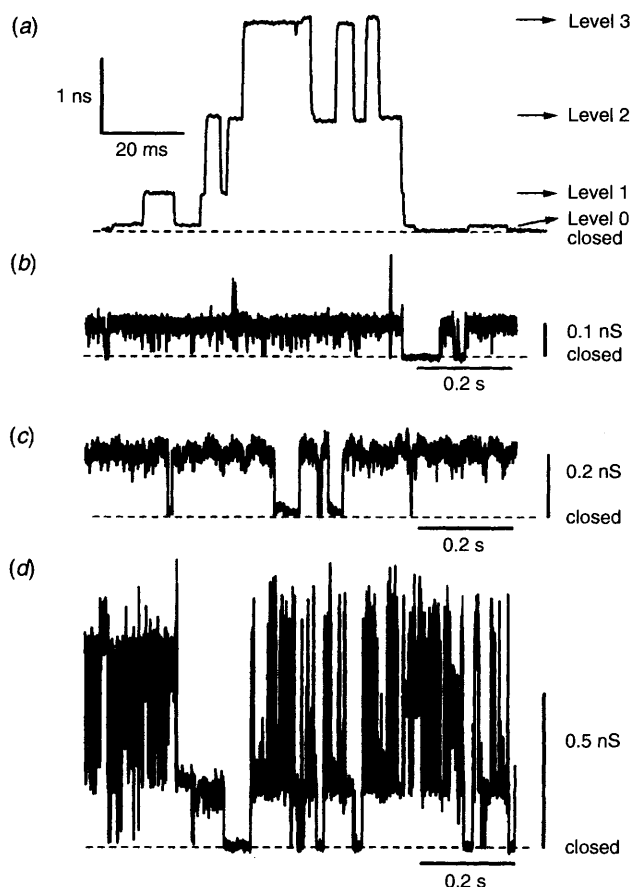 (a)
Level 3
1 ns
Level 2
20 ms
Level 1
Level 0
closed
(b)
0.1 nS
closed
0.2 s
(c)
0.2 nS
closed
0.2 s
(d)
0.5 nS
closed
0.2 s